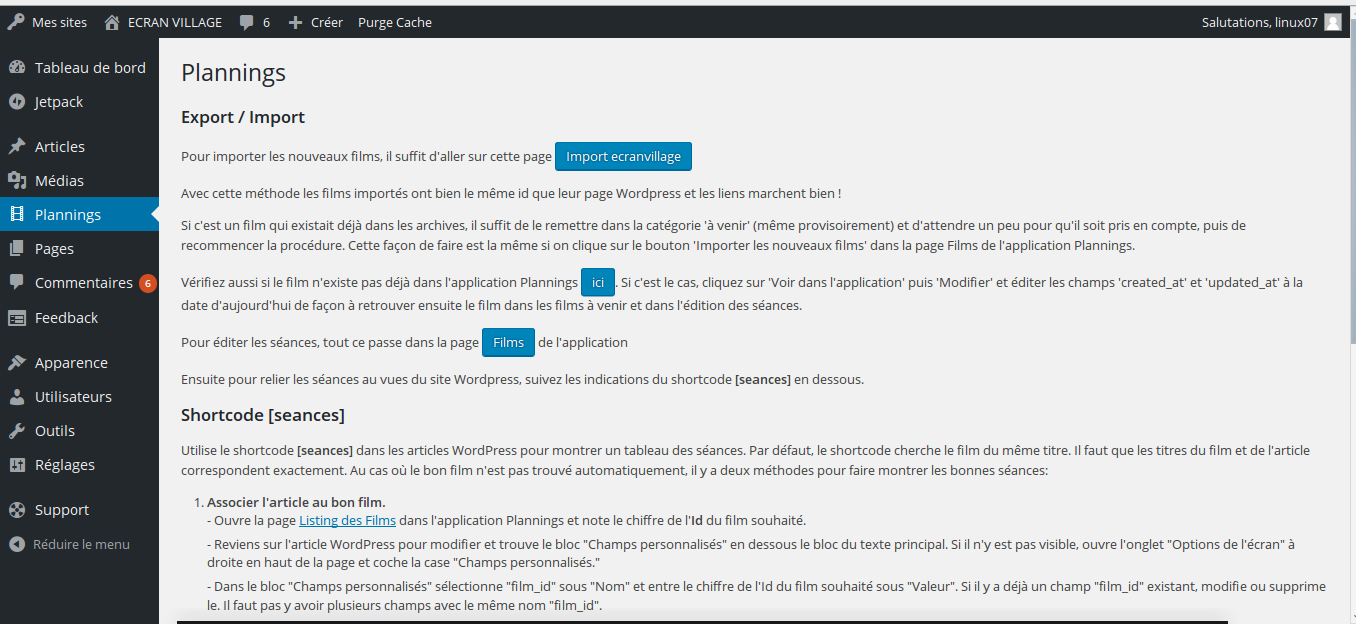 Mes sites ECRAN VILLAGE 6 Créer Purge Cache Salutations, linux07
Tableau de bord
Jetpack
Articles
Médias
Plannings
Pages
Commentaires 6
Feedback
Apparence
Utilisateurs
Outils
Réglages
Support
Réduire le menu
Plannings
Export / Import
Pour importer les nouveaux films, il suffit d'aller sur cette page Import ecranvillage
Avec cette méthode les films importés ont bien le même id que leur page Wordpress et les liens marchent bien !
Si c'est un film qui existait déjà dans les archives, il suffit de le remettre dans la catégorie 'à venir' (même provisoirement) et d'attendre un peu pour qu'il soit pris en compte, puis de
recommencer la procédure. Cette façon de faire est la même si on clique sur le bouton 'Importer les nouveaux films' dans la page Films de l'application Plannings.
Vérifiez aussi si le film n'existe pas déjà dans l'application Plannings ici. Si c'est le cas, cliquez sur 'Voir dans l'application' puis 'Modifier' et éditer les champs 'created_at' et 'updated_at' à la
date d'aujourd'hui de façon à retrouver ensuite le film dans les films à venir et dans l'édition des séances.
Pour éditer les séances, tout ce passe dans la page Films de l'application
Ensuite pour relier les séances au vues du site Wordpress, suivez les indications du shortcode [seances] en dessous.
Shortcode [seances]
Utilise le shortcode [seances] dans les articles WordPress pour montrer un tableau des séances. Par défaut, le shortcode cherche le film du même titre. Il faut que les titres du film et de l'article
correspondent exactement. Au cas où le bon film n'est pas trouvé automatiquement, il y a deux méthodes pour faire montrer les bonnes séances:
1. Associer l'article au bon film.
- Ouvre la page Listing des Films dans l'application Plannings et note le chiffre de l'Id du film souhaité.
- Reviens sur l'article WordPress pour modifier et trouve le bloc "Champs personnalisés" en dessous le bloc du texte principal. Si il n'y est pas visible, ouvre l'onglet "Options de l'écran" à
droite en haut de la page et coche la case "Champs personnalisés."
- Dans le bloc "Champs personnalisés" sélectionne "film_id" sous "Nom" et entre le chiffre de l'Id du film souhaité sous "Valeur". Si il y a déjà un champ "film_id" existant, modifie ou suprime
le. Il faut pas y avoir plusieurs champs avec le même nom "film_id".